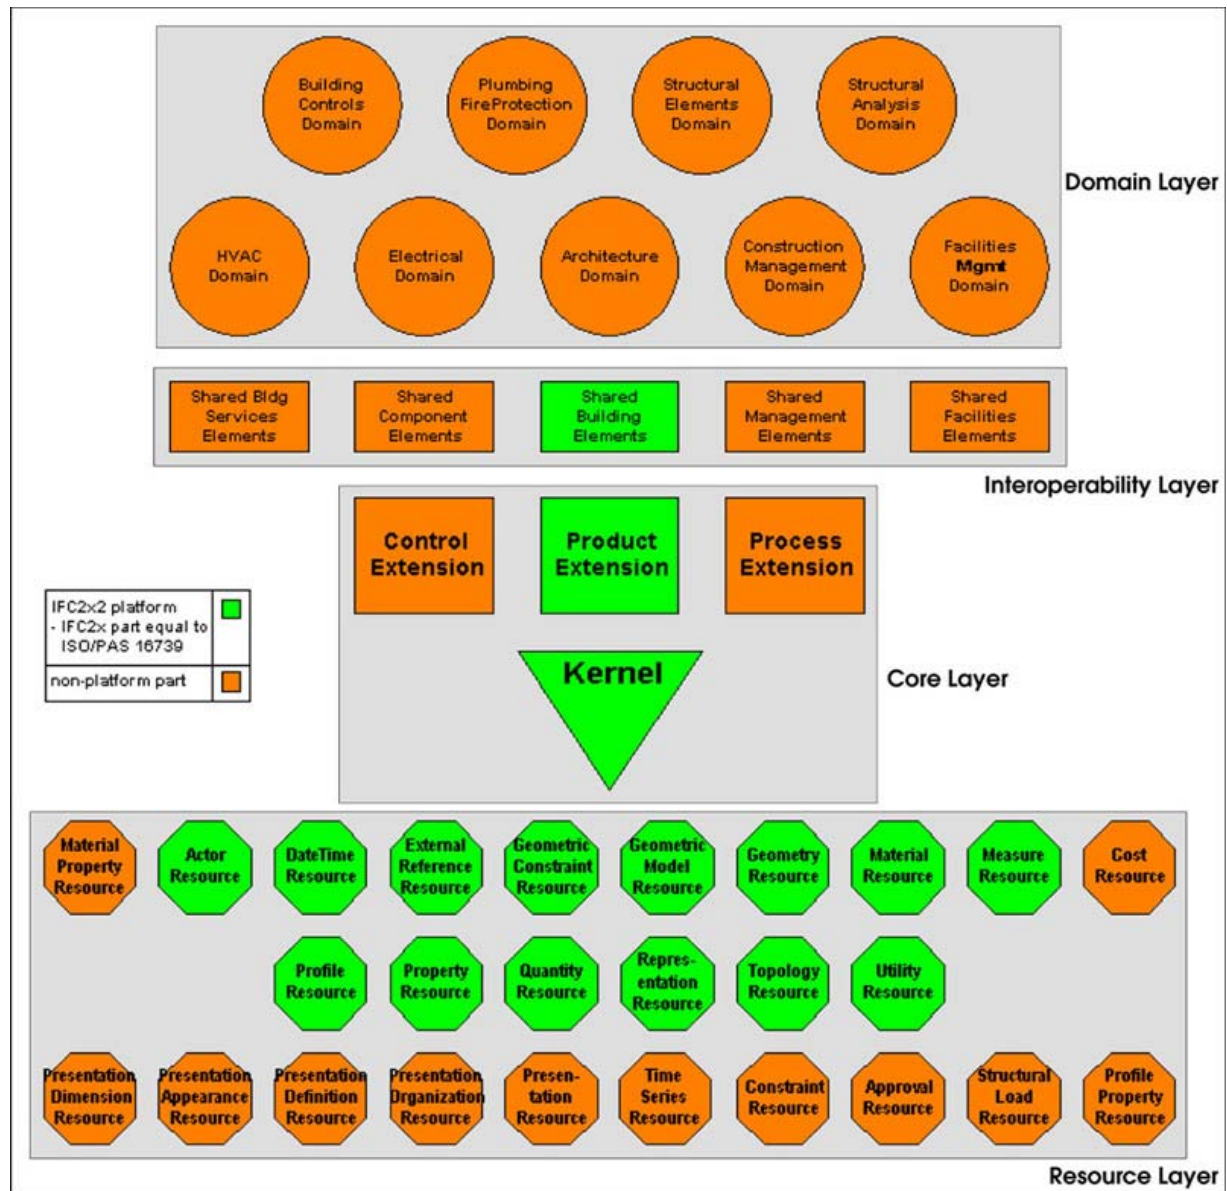 Building
Controls
Domain
Plumbing
FireProtection
Domain
Structural
Elements
Domain
Structural
Analysis
Domain
Domain Layer
HVAC
Domain
Electrical
Domain
Architecture
Domain
Construction
Management
Domain
Facilities
Mgmt
Domain
Shared Bldg
Services
Elements
Shared
Component
Elements
Shared
Building
Elements
Shared
Management
Elements
Shared
Facilities
Elements
Interoperability Layer
Control
Extension
Product
Extension
Process
Extension
IFC2x2 platform
- IFC2x part equal to
ISO/PAS 16739
non-platform part
Kernel
Core Layer
Material
Property
Resource
Actor
Resource
DateTime
Resource
External
Reference
Resource
Geometric
Constraint
Resource
Geometric
Model
Resource
Geometry
Resource
Material
Resource
Measure
Resource
Cost
Resource
Profile
Resource
Property
Resource
Quantity
Resource
Repres-
entation
Resource
Topology
Resource
Utility
Resource
Presentation
Dimension
Resource
Presentation
Appearance
Resource
Presentation
Definition
Resource
Presentation
Organization
Resource
Presen-
tation
Resource
Time
Series
Resource
Constraint
Resource
Approval
Resource
Structural
Load
Resource
Profile
Property
Resource
Resource Layer